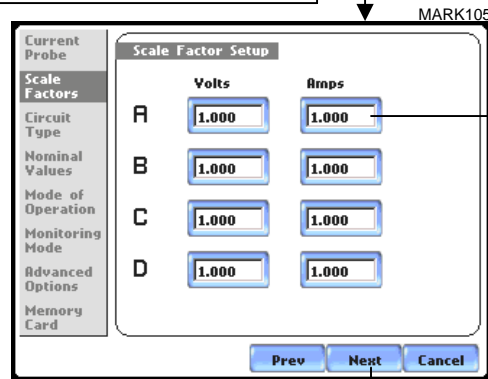 MARK105
Current
Probe
Scale
Factors
Circuit
Type
Nominal
Values
Mode of
Operation
Monitoring
Mode
Advanced
Options
Memory
Card
Scale Factor Setup
Volts Amps
A 1.000 1.000
B 1.000 1.000
C 1.000 1.000
D 1.000 1.000
Prev Next Cancel